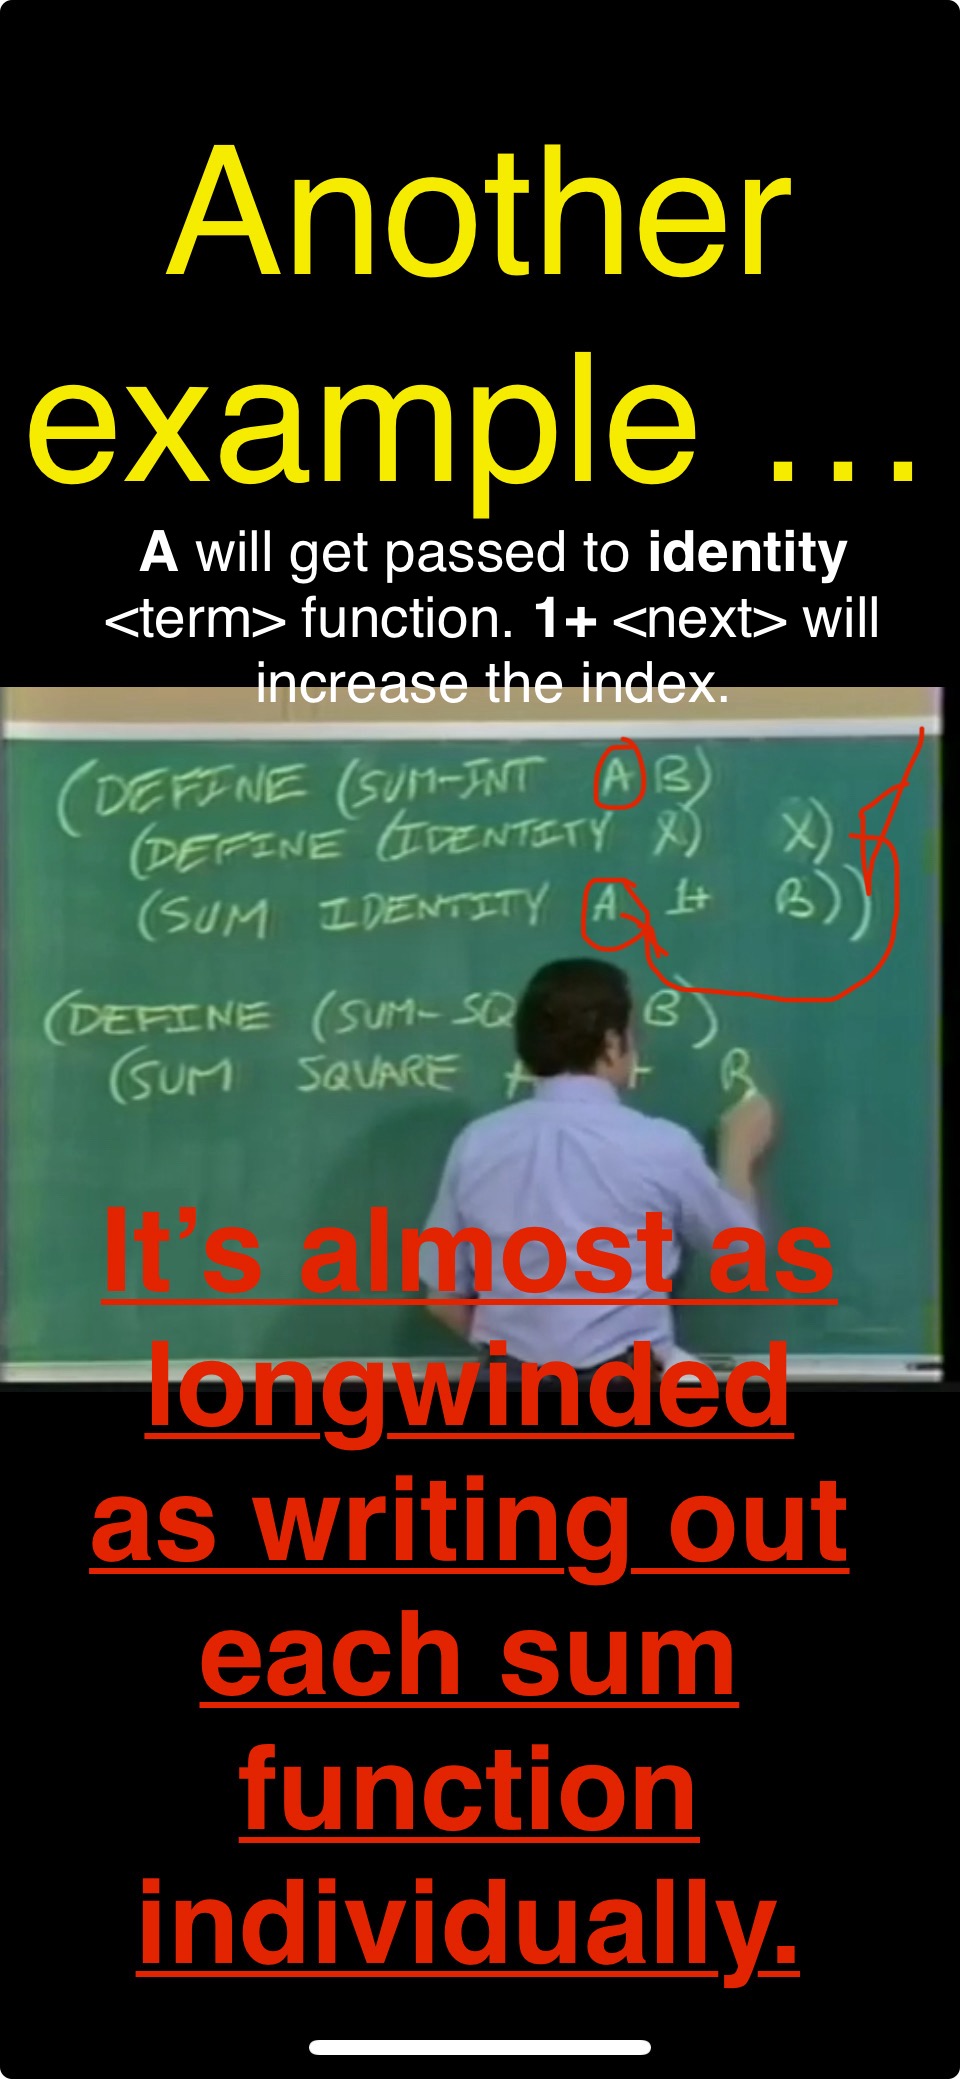 Another
example …
A will get passed to identity
<term> function. 1+ <next> will
increase the index.
(DEFINE (SUM-INT A B)
(DEFINE (IDENTITY X) X)
(SUM IDENTITY A 1+ B))
(DEFINE (SUM-SQ B)
(SUM SQUARE + B
It’s almost as
longwinded
as writing out
each sum
function
individually.